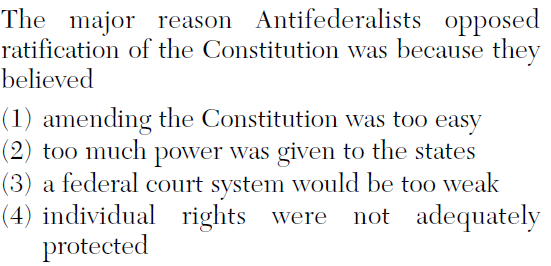 The major reason Antifederalists opposed
ratification of the Constitution was because they
believed
(1) amending the Constitution was too easy
(2) too much power was given to the states
(3) a federal court system would be too weak
(4) individual rights were not adequately
protected